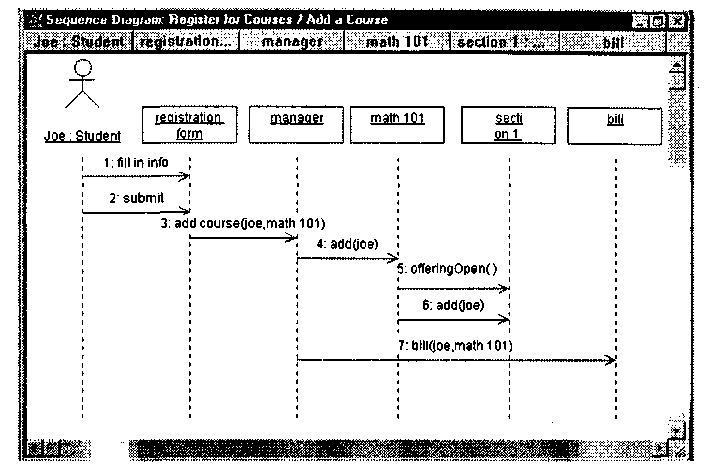 Sequence Diagram: Register for Courses / Add a Course
Joe : Student registration... manager math 101 section 1 : ... bill
Joe : Student
registration
form
manager
math 101
secti
on 1
bill
1: fill in info
2: submit
3: add course(joe,math 101)
4: add(joe)
5: offeringOpen( )
6: add(joe)
7: bill(joe,math 101)